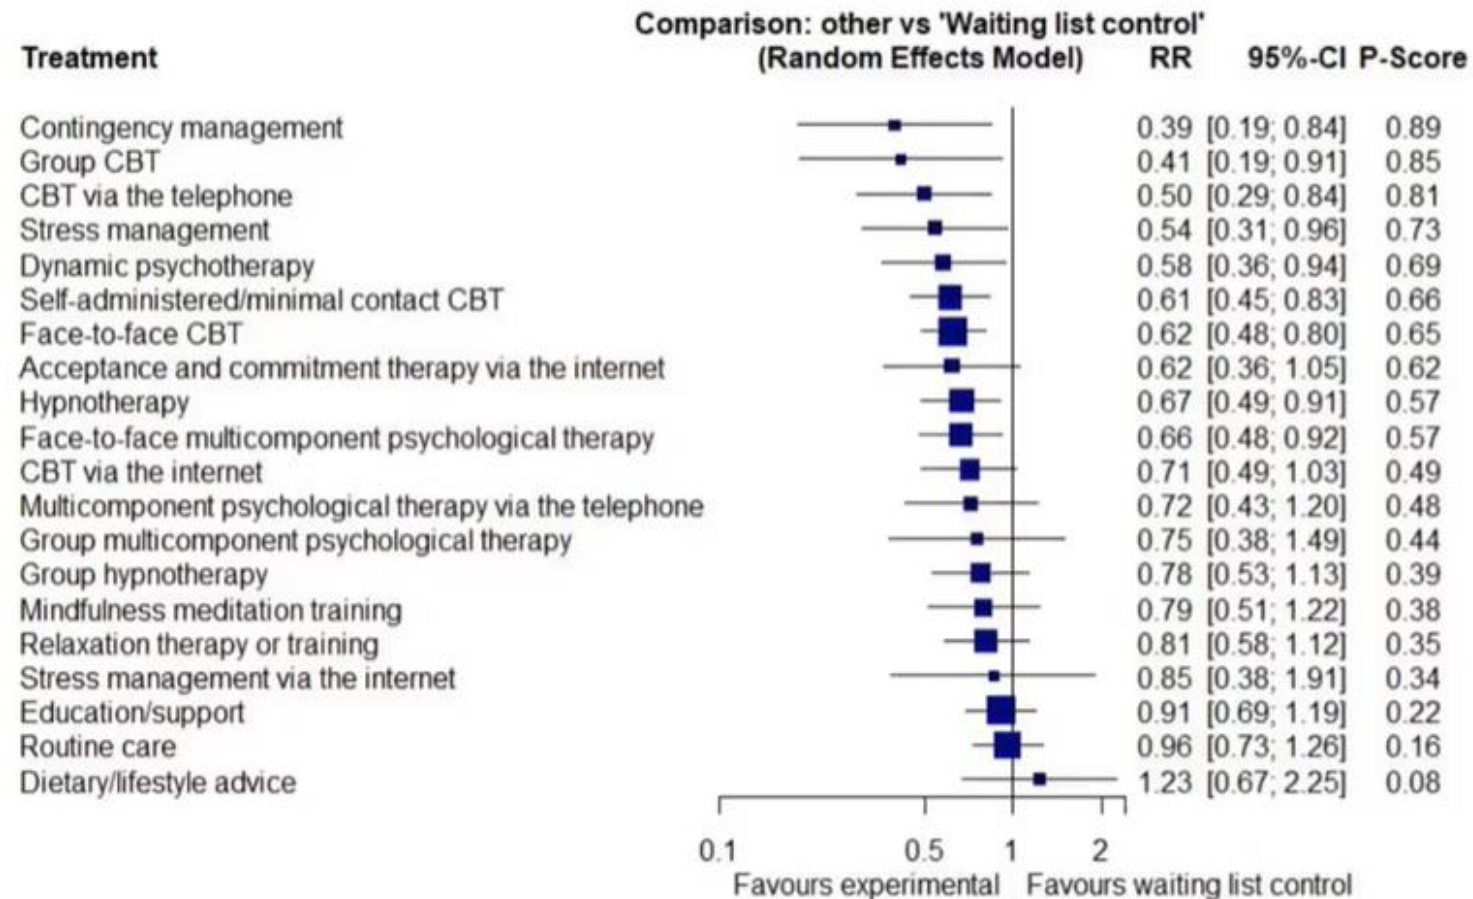 Comparison: other vs 'Waiting list control'
Treatment (Random Effects Model) RR 95%-CI P-Score
Contingency management 0.39 [0.19; 0.84] 0.89
Group CBT 0.41 [0.19; 0.91] 0.85
CBT via the telephone 0.50 [0.29; 0.84] 0.81
Stress management 0.54 [0.31; 0.96] 0.73
Dynamic psychotherapy 0.58 [0.36; 0.94] 0.69
Self-administered/minimal contact CBT 0.61 [0.45; 0.83] 0.66
Face-to-face CBT 0.62 [0.48; 0.80] 0.65
Acceptance and commitment therapy via the internet 0.62 [0.36; 1.05] 0.62
Hypnotherapy 0.67 [0.49; 0.91] 0.57
Face-to-face multicomponent psychological therapy 0.66 [0.48; 0.92] 0.57
CBT via the internet 0.71 [0.49; 1.03] 0.49
Multicomponent psychological therapy via the telephone 0.72 [0.43; 1.20] 0.48
Group multicomponent psychological therapy 0.75 [0.38; 1.49] 0.44
Group hypnotherapy 0.78 [0.53; 1.13] 0.39
Mindfulness meditation training 0.79 [0.51; 1.22] 0.38
Relaxation therapy or training 0.81 [0.58; 1.12] 0.35
Stress management via the internet 0.85 [0.38; 1.91] 0.34
Education/support 0.91 [0.69; 1.19] 0.22
Routine care 0.96 [0.73; 1.26] 0.16
Dietary/lifestyle advice 1.23 [0.67; 2.25] 0.08
0.1 0.5 1 2
Favours experimental Favours waiting list control